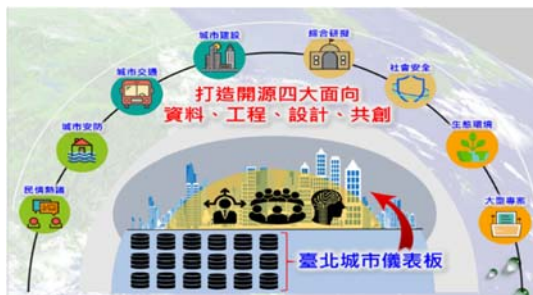 城市建設
綜合研擬
城市交通
社會安全
打造開源四大面向
資料、工程、設計、共創
城市安防
生態環境
民情熱議
大型專案
臺北城市儀表板